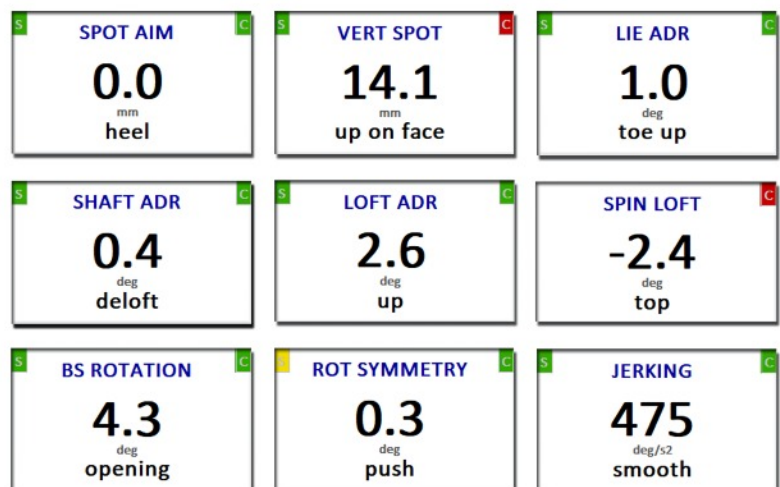 S SPOT AIM C
0.0
mm
heel
S VERT SPOT C
14.1
mm
up on face
S LIE ADR C
1.0
deg
toe up
S SHAFT ADR C
0.4
deg
deloft
S LOFT ADR C
2.6
deg
up
SPIN LOFT C
-2.4
deg
top
S BS ROTATION C
4.3
deg
opening
S ROT SYMMETRY C
0.3
deg
push
S JERKING C
475
deg/s2
smooth